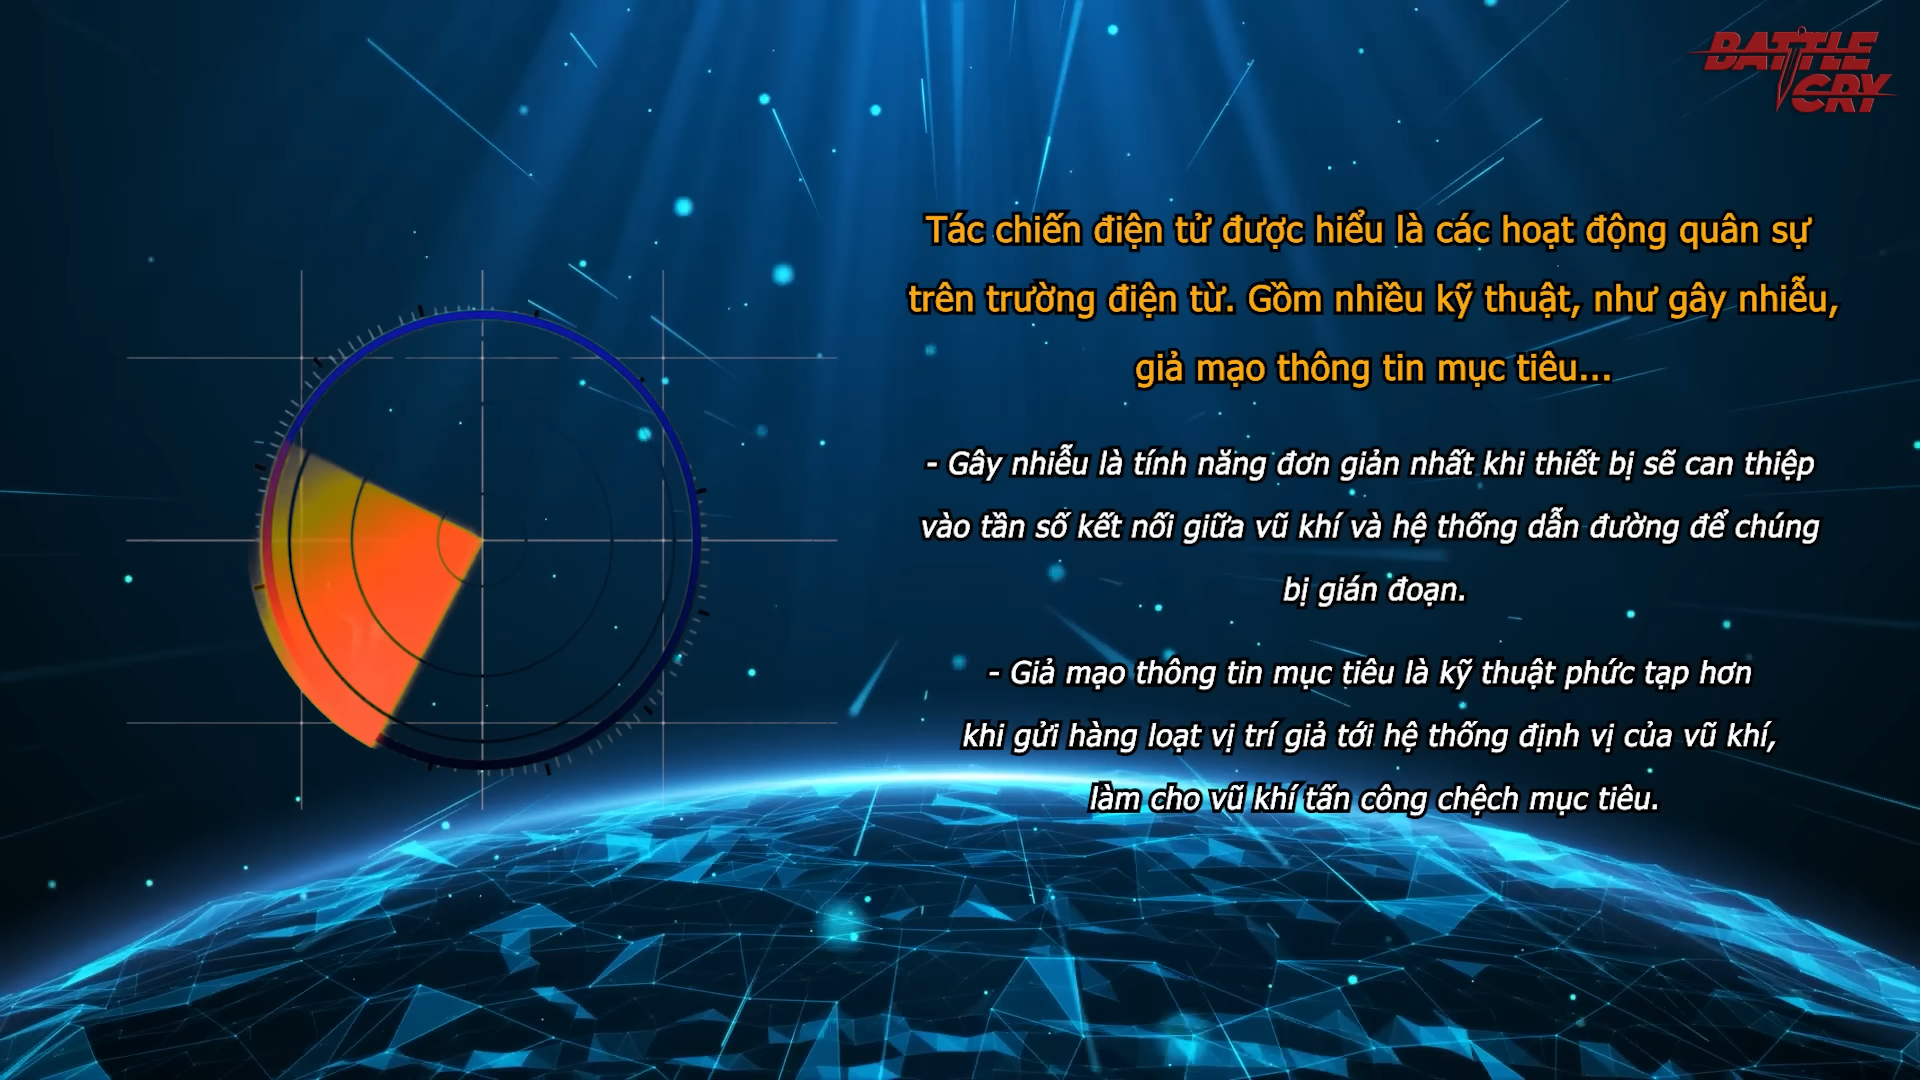 BATTLE
CRY
Tác chiến điện tử được hiểu là các hoạt động quân sự
trên trường điện từ. Gồm nhiều kỹ thuật, như gây nhiễu,
giả mạo thông tin mục tiêu...
- Gây nhiễu là tính năng đơn giản nhất khi thiết bị sẽ can thiệp
vào tần số kết nối giữa vũ khí và hệ thống dẫn đường để chúng
bị gián đoạn.
- Giả mạo thông tin mục tiêu là kỹ thuật phức tạp hơn
khi gửi hàng loạt vị trí giả tới hệ thống định vị của vũ khí,
làm cho vũ khí tấn công chệch mục tiêu.